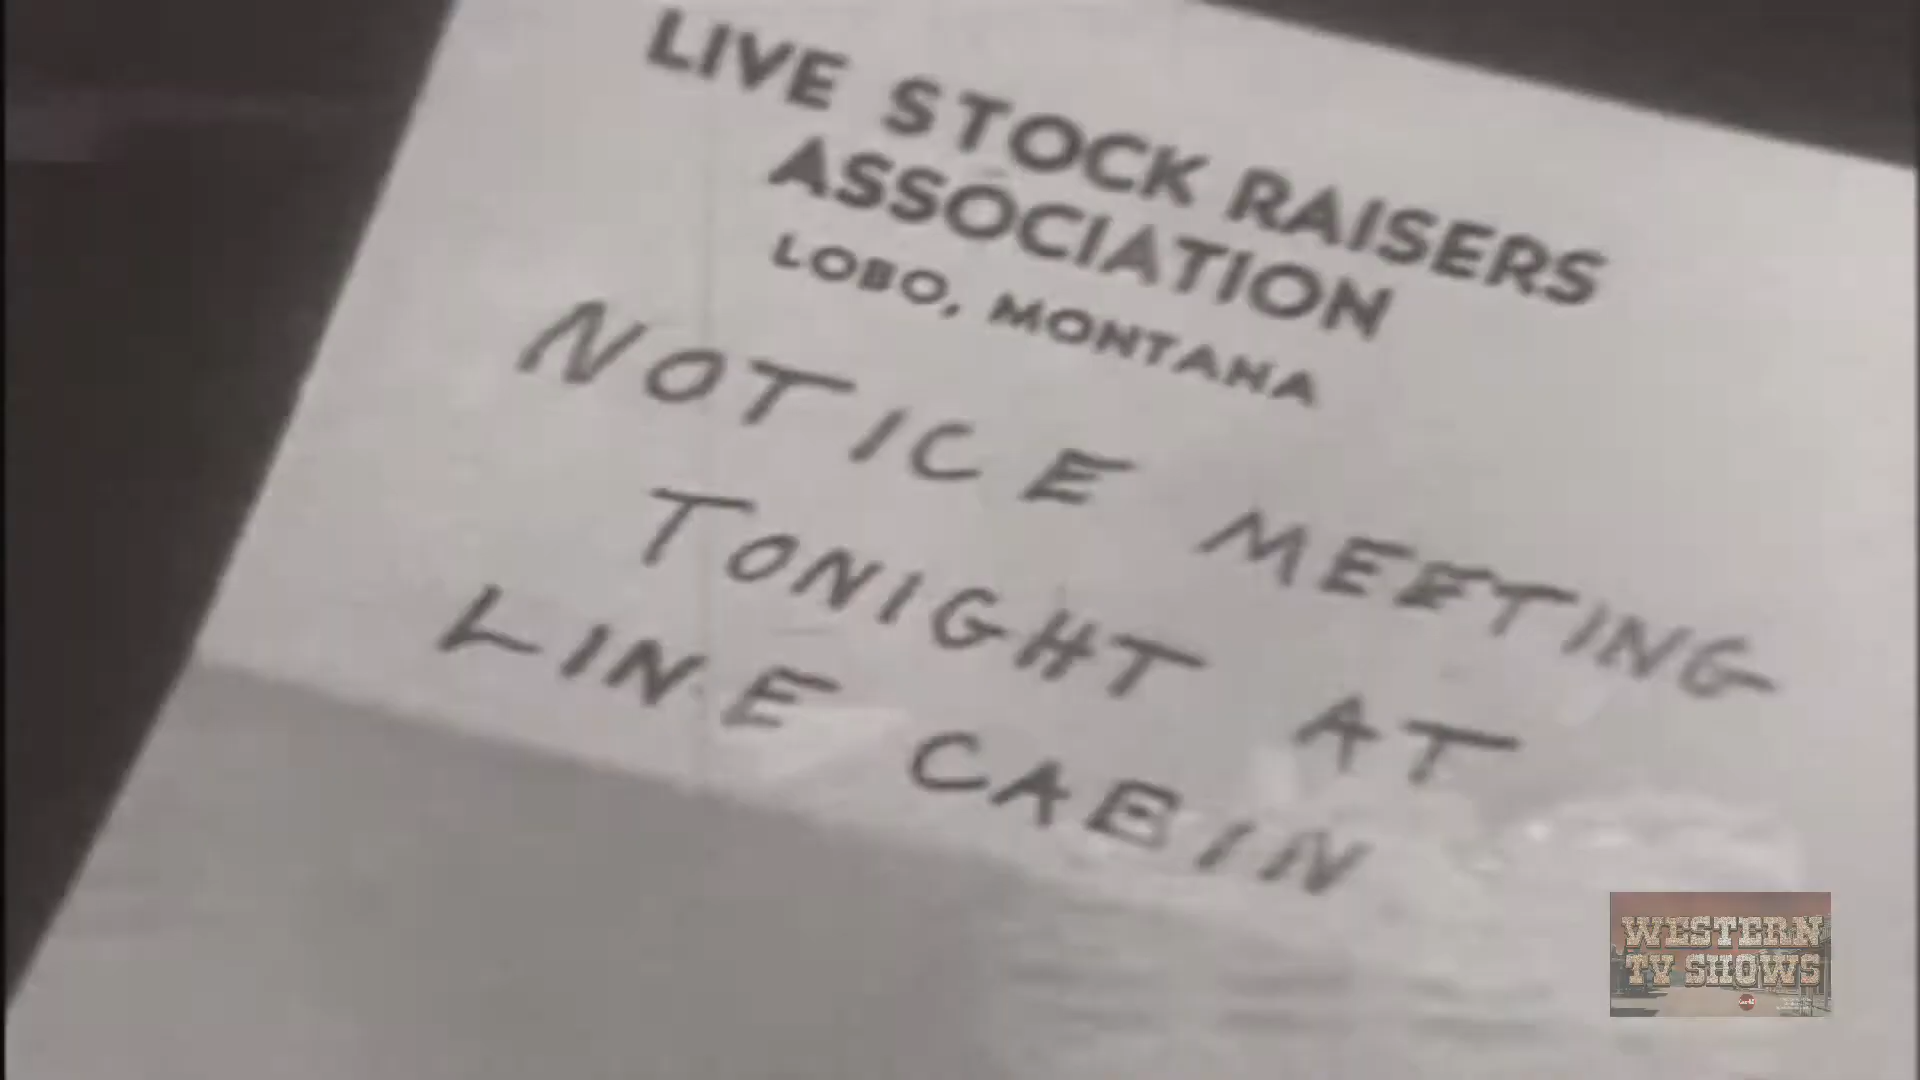 LIVE STOCK RAISERS
ASSOCIATION
LOBO, MONTANA
NOTICE MEETING
TONIGHT AT
LINE CABIN
WESTERN
TV SHOWS